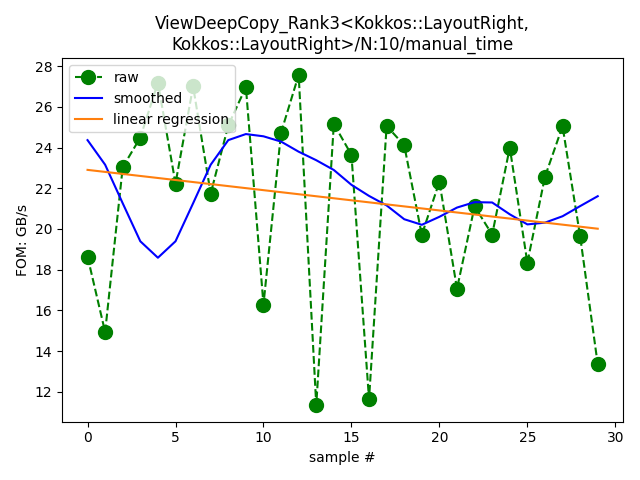 ViewDeepCopy_Rank3<Kokkos::LayoutRight,
Kokkos::LayoutRight>/N:10/manual_time
28
26
24
22
20
18
16
14
12
FOM: GB/s
raw
smoothed
linear regression
0
5
10
15
20
25
30
sample #